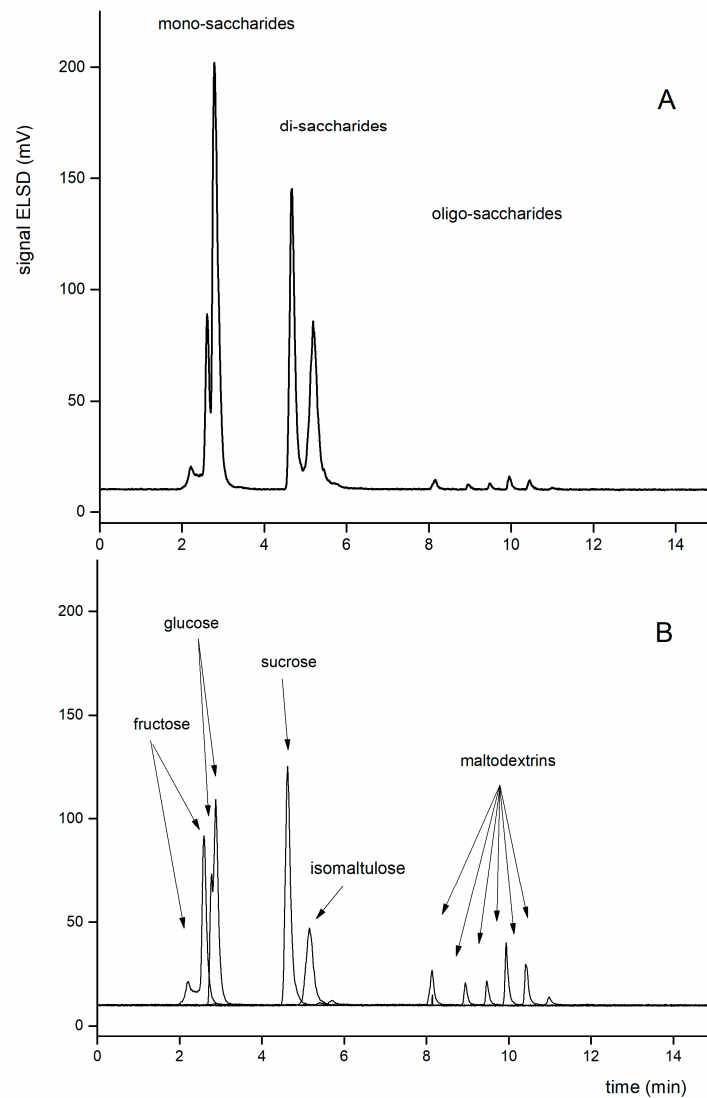 mono-saccharides
A
di-saccharides
oligo-saccharides
signal ELSD (mV)
200
150
100
50
0
0 2 4 6 8 10 12 14
B
glucose
sucrose
fructose
maltodextrins
isomaltulose
200
150
100
50
0
0 2 4 6 8 10 12 14
time (min)